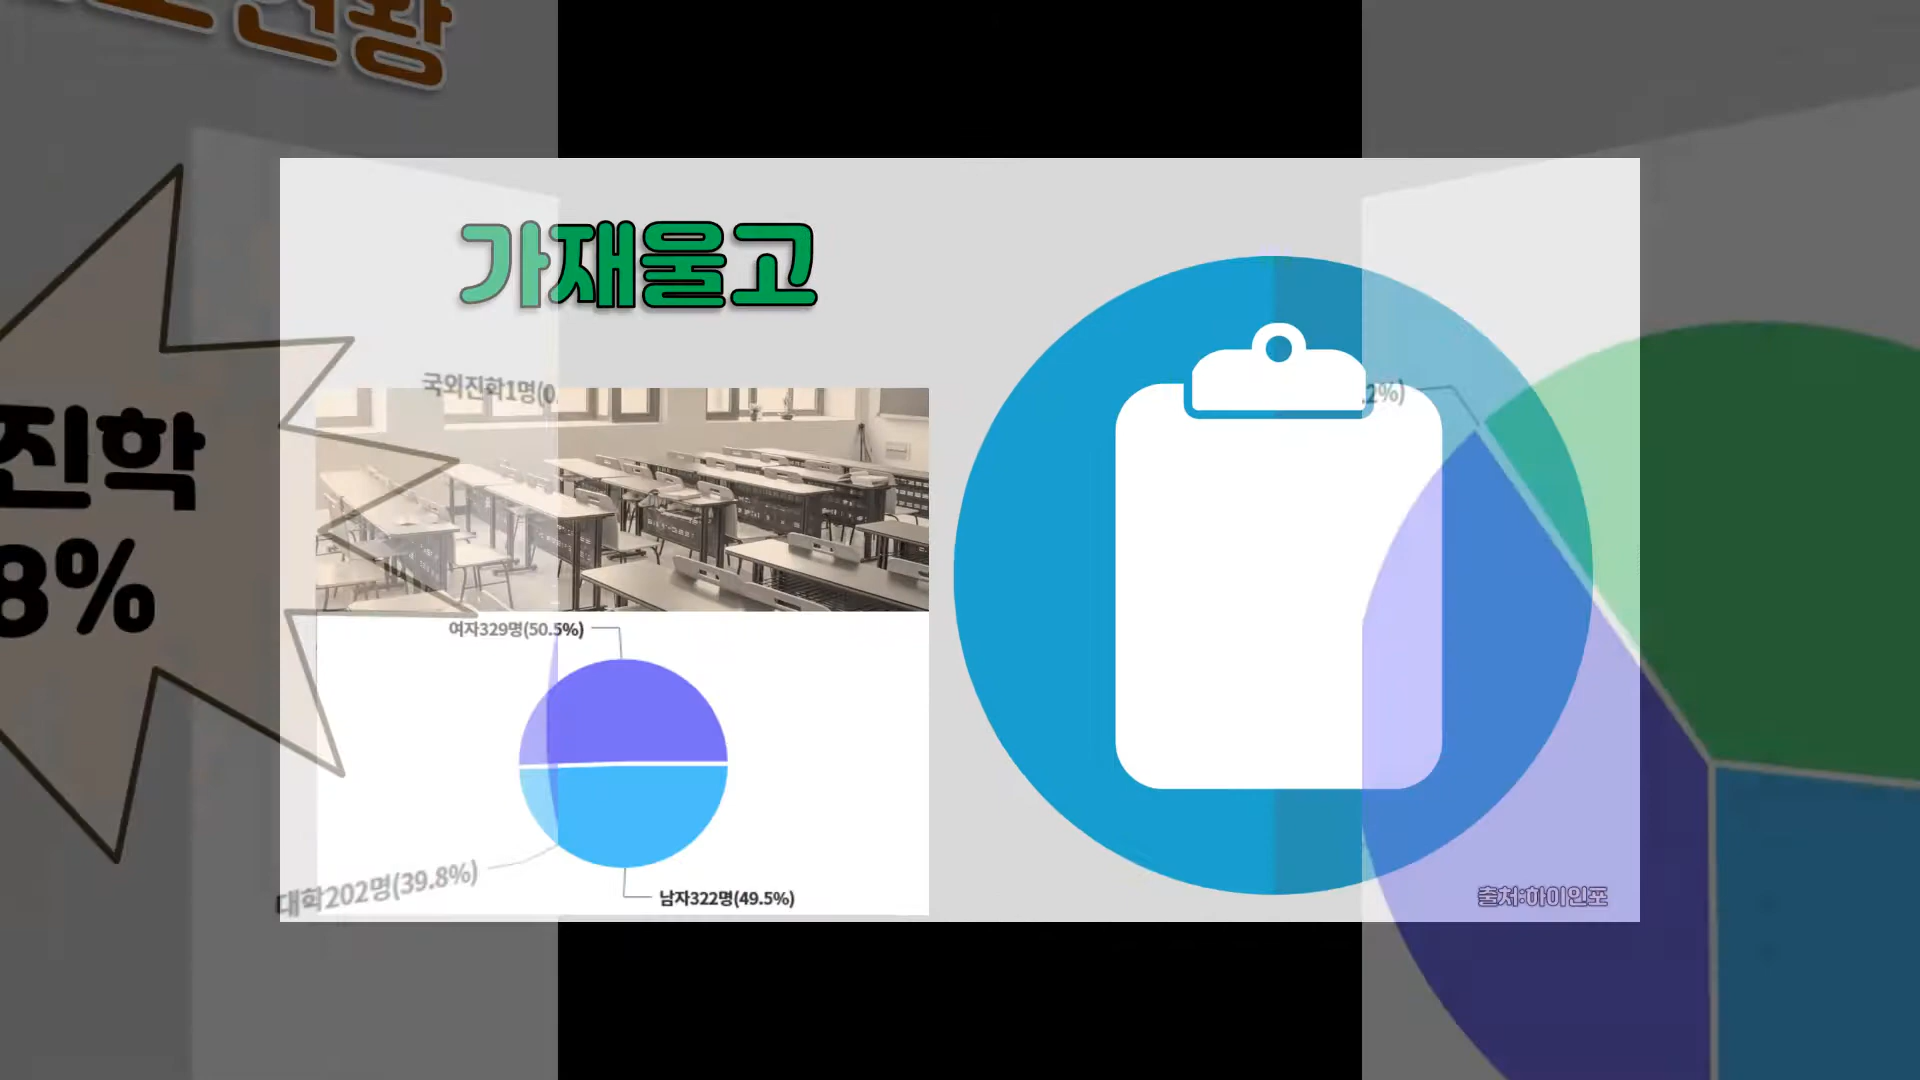 현황
진학
8%
가재울고
국외진학1명(0.
.2%)
여자329명(50.5%)
대학202명(39.8%)
남자322명(49.5%)
출처:하이인포